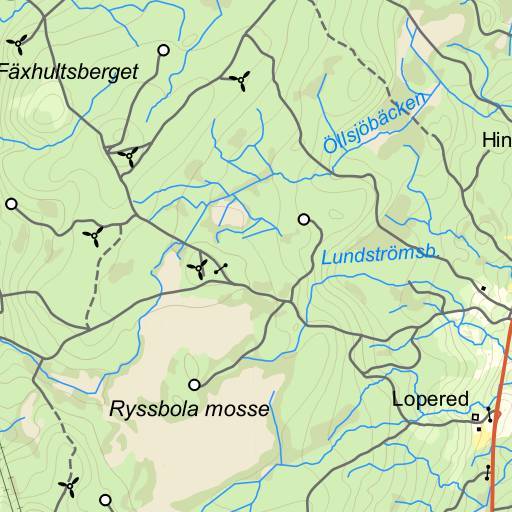 Fäxhultsberget
Öllsjöbäcken
Hin
Lundströmsb.
Lopered
Ryssbola mosse